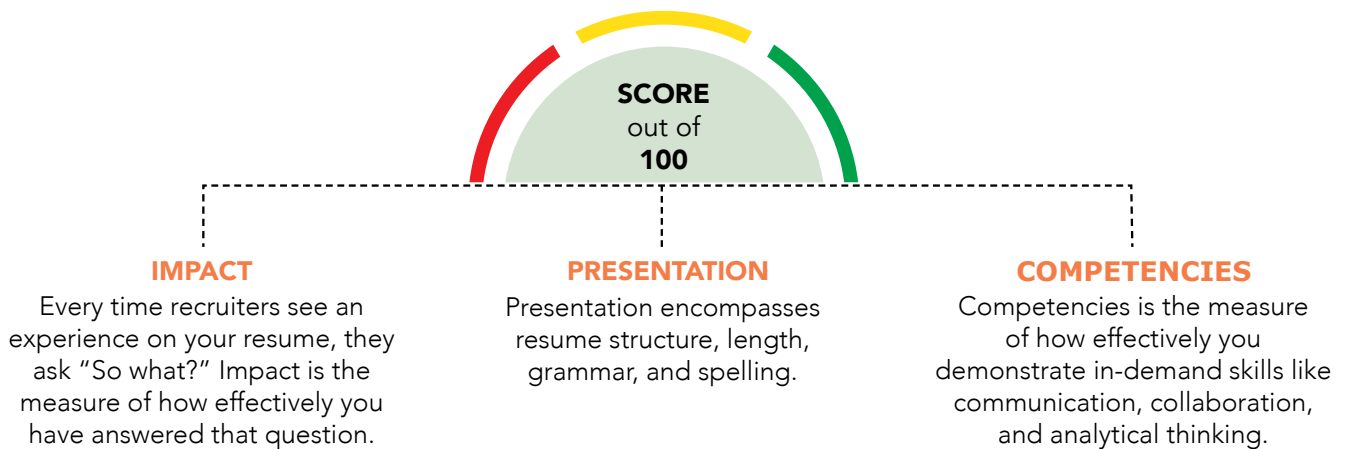 SCORE
out of
100
IMPACT
Every time recruiters see an
experience on your resume, they
ask “So what?” Impact is the
measure of how effectively you
have answered that question.
PRESENTATION
Presentation encompasses
resume structure, length,
grammar, and spelling.
COMPETENCIES
Competencies is the measure
of how effectively you
demonstrate in-demand skills like
communication, collaboration,
and analytical thinking.